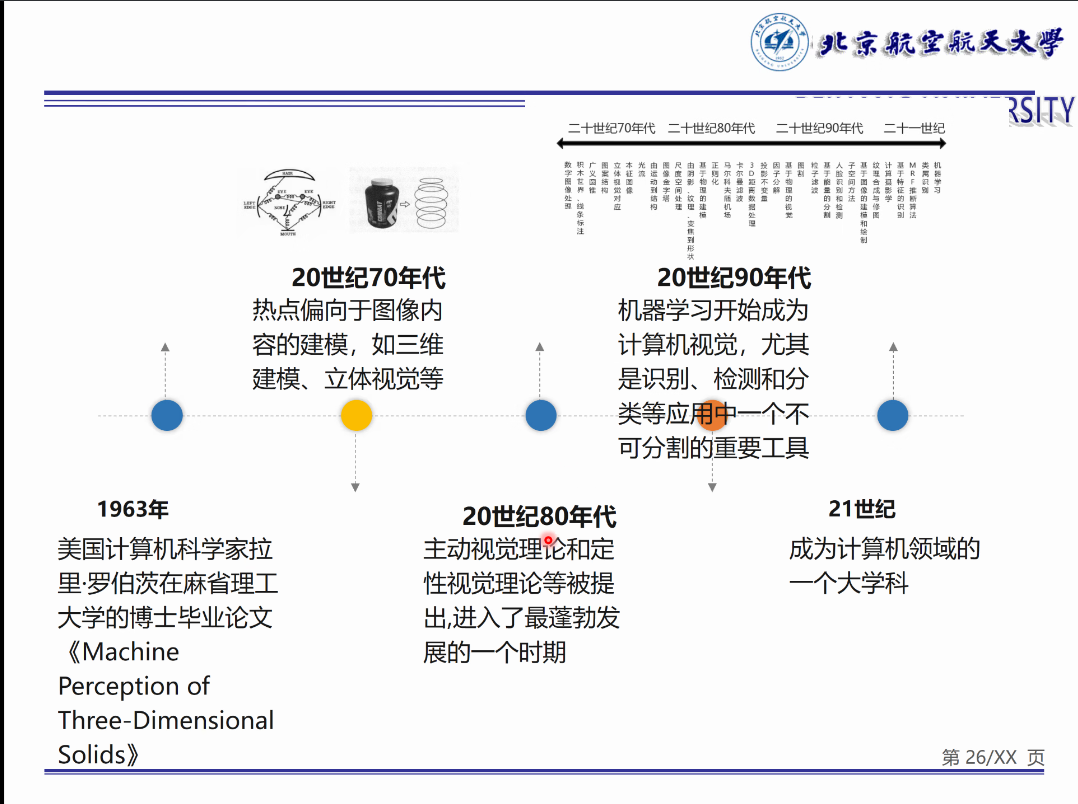 北京航空航天大學
RSITY
二十世纪70年代 二十世纪80年代 二十世纪90年代 二十一世纪
数字图像处理
积木世界、线条标注
广义圆锥
图案结构
立体视觉对应
本征图像
光流
由运动到结构
图像金字塔
尺度空间处理
由阴影、纹理、变焦到形状
基于物理的建模
正则化
马尔科夫随机场
卡尔曼滤波
3D距离数据处理
投影不变量
因子分解
基于物理的视觉
图割
粒子滤波
基于能量的分割
人脸识别和检测
子空间方法
基于图像的建模和绘制
纹理合成与修图
计算摄影学
基于特征的识别
MRF推断算法
类属识别
机器学习
HAIR
EYE EYE
LEFT EDGE
RIGHT EDGE
NOSE
MOUTH
20世纪70年代
热点偏向于图像内
容的建模，如三维
建模、立体视觉等
20世纪90年代
机器学习开始成为
计算机视觉，尤其
是识别、检测和分
类等应用中一个不
可分割的重要工具
1963年
美国计算机科学家拉
里·罗伯茨在麻省理工
大学的博士毕业论文
《Machine
Perception of
Three-Dimensional
Solids》
20世纪80年代
主动视觉理论和定
性视觉理论等被提
出,进入了最蓬勃发
展的一个时期
21世纪
成为计算机领域的
一个大学科
第 26/XX 页